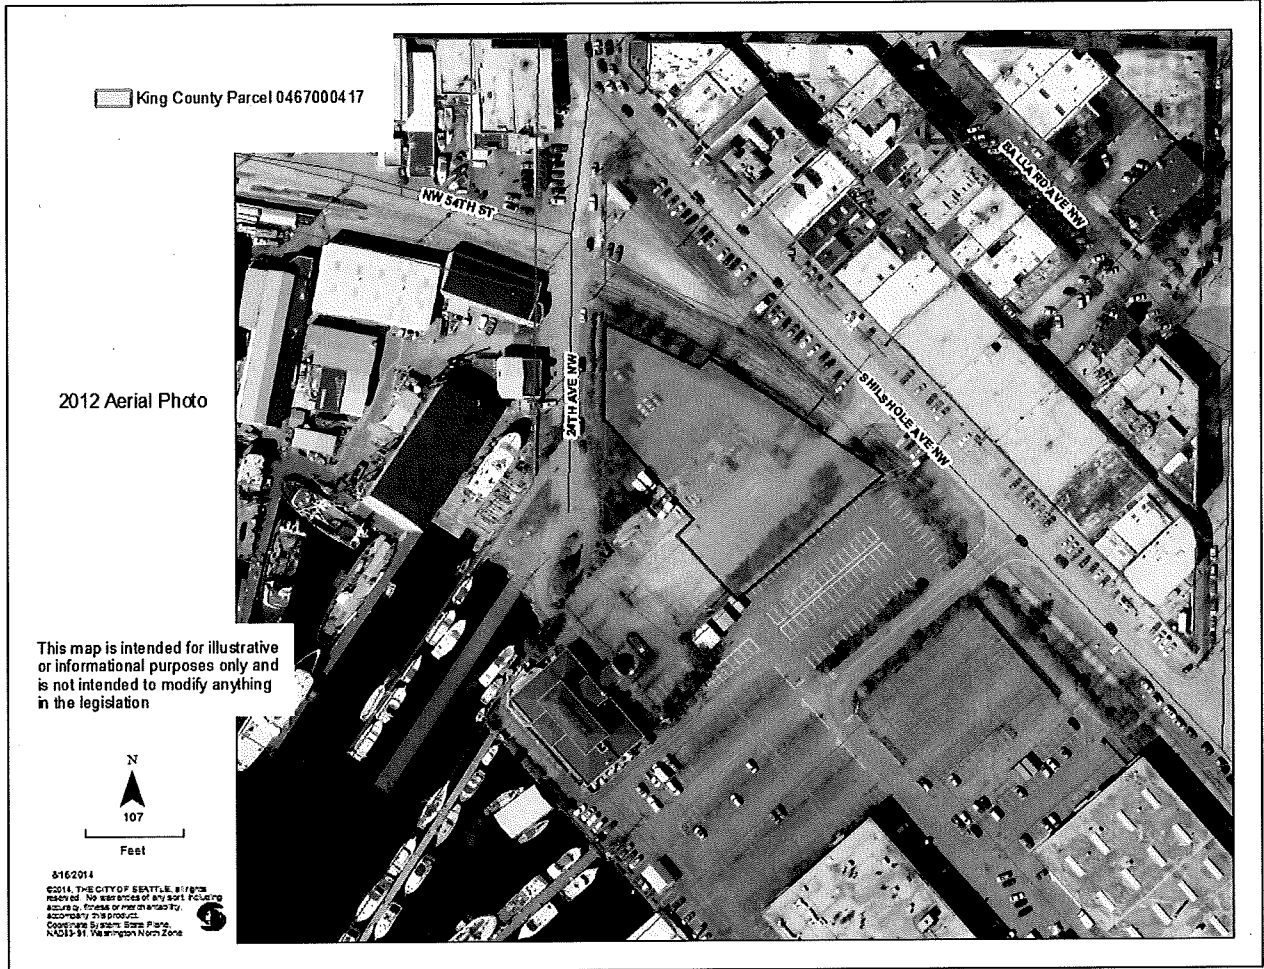 King County Parcel 0467000417
NW 54TH ST
BALLARD AVE NW
2012 Aerial Photo
24TH AVE NW
SHILSHOLE AVE NW
This map is intended for illustrative
or informational purposes only and
is not intended to modify anything
in the legislation
N
107
Feet
8/16/2014
©2014, THE CITY OF SEATTLE, all rights
reserved. No warranties of any sort, including
accuracy, fitness or merchantability,
accompany this product.
Coordinate System: State Plane,
NAD83-91, Washington North Zone